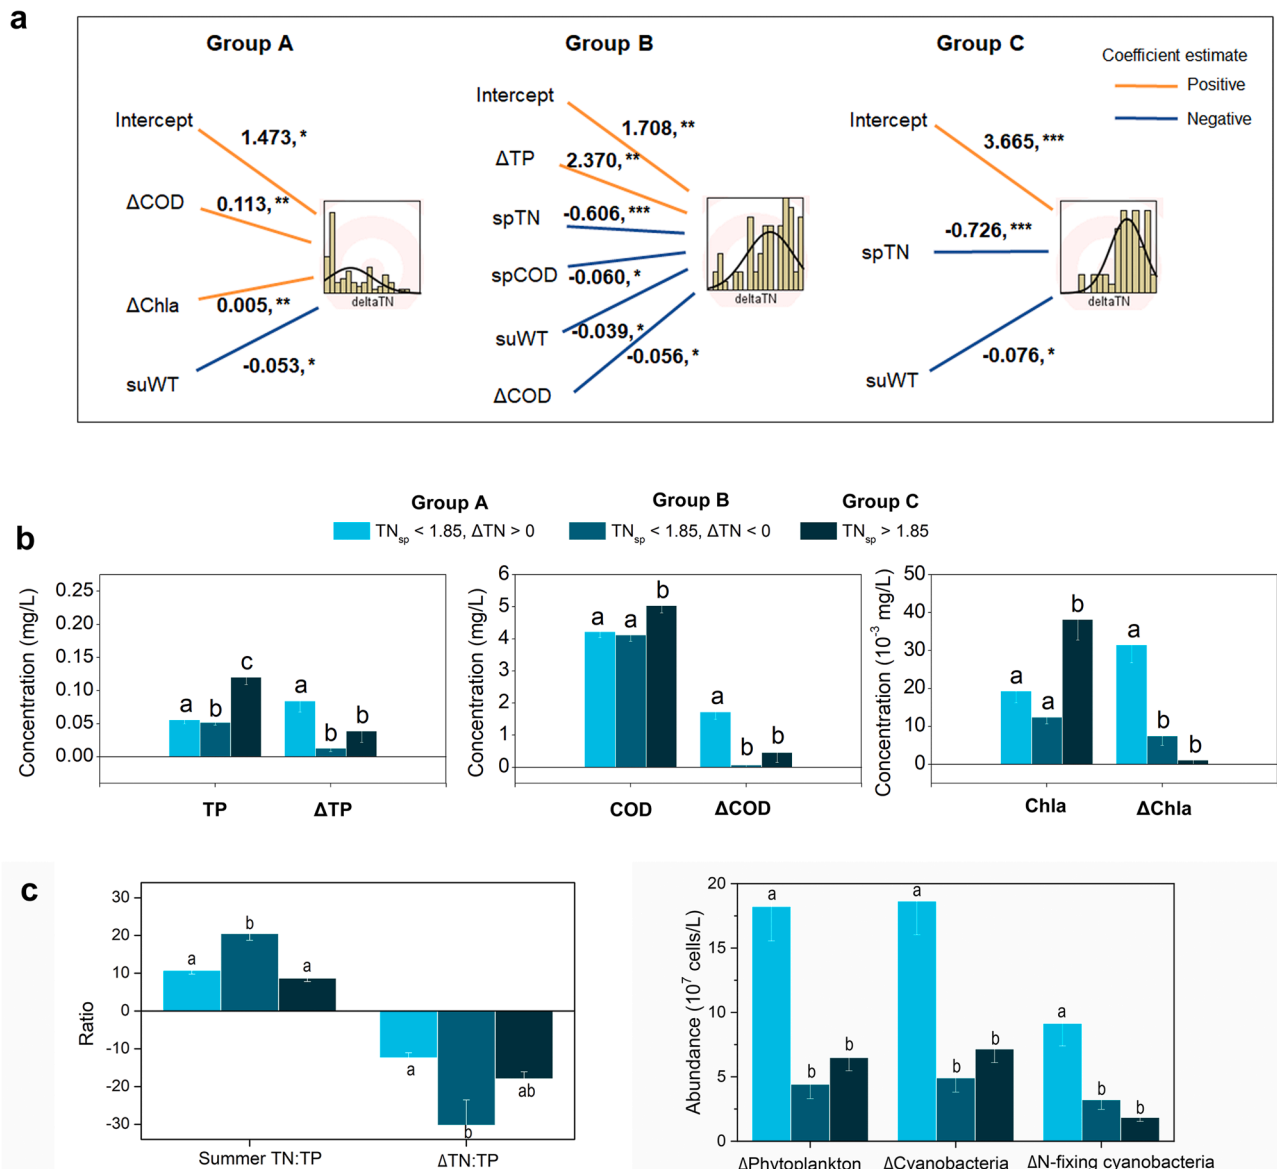 a
Group A
Group B
Group C
Coefficient estimate
Positive
Negative
Intercept
1.473, *
ΔCOD
0.113, **
ΔChla
0.005, **
suWT
-0.053, *
deltaTN
Intercept
1.708, **
ΔTP
2.370, **
spTN
-0.606, ***
spCOD
-0.060, *
suWT
-0.039, *
-0.056, *
ΔCOD
deltaTN
Intercept
3.665, ***
spTN
-0.726, ***
suWT
-0.076, *
deltaTN
b
Group A
Group B
Group C
TNsp < 1.85, ΔTN > 0
TNsp < 1.85, ΔTN < 0
TNsp > 1.85
Concentration (mg/L)
0.25
0.20
0.15
0.10
0.05
0.00
a
b
c
a
b
b
TP
ΔTP
Concentration (mg/L)
6
5
4
3
2
1
0
a
a
b
a
b
b
COD
ΔCOD
Concentration (10-3 mg/L)
50
40
30
20
10
0
a
a
b
a
b
b
Chla
ΔChla
c
Ratio
30
20
10
0
-10
-20
-30
a
b
a
a
b
ab
Summer TN:TP
ΔTN:TP
Abundance (107 cells/L)
20
15
10
5
0
a
b
b
a
b
b
a
b
b
ΔPhytoplankton
ΔCyanobacteria
ΔN-fixing cyanobacteria